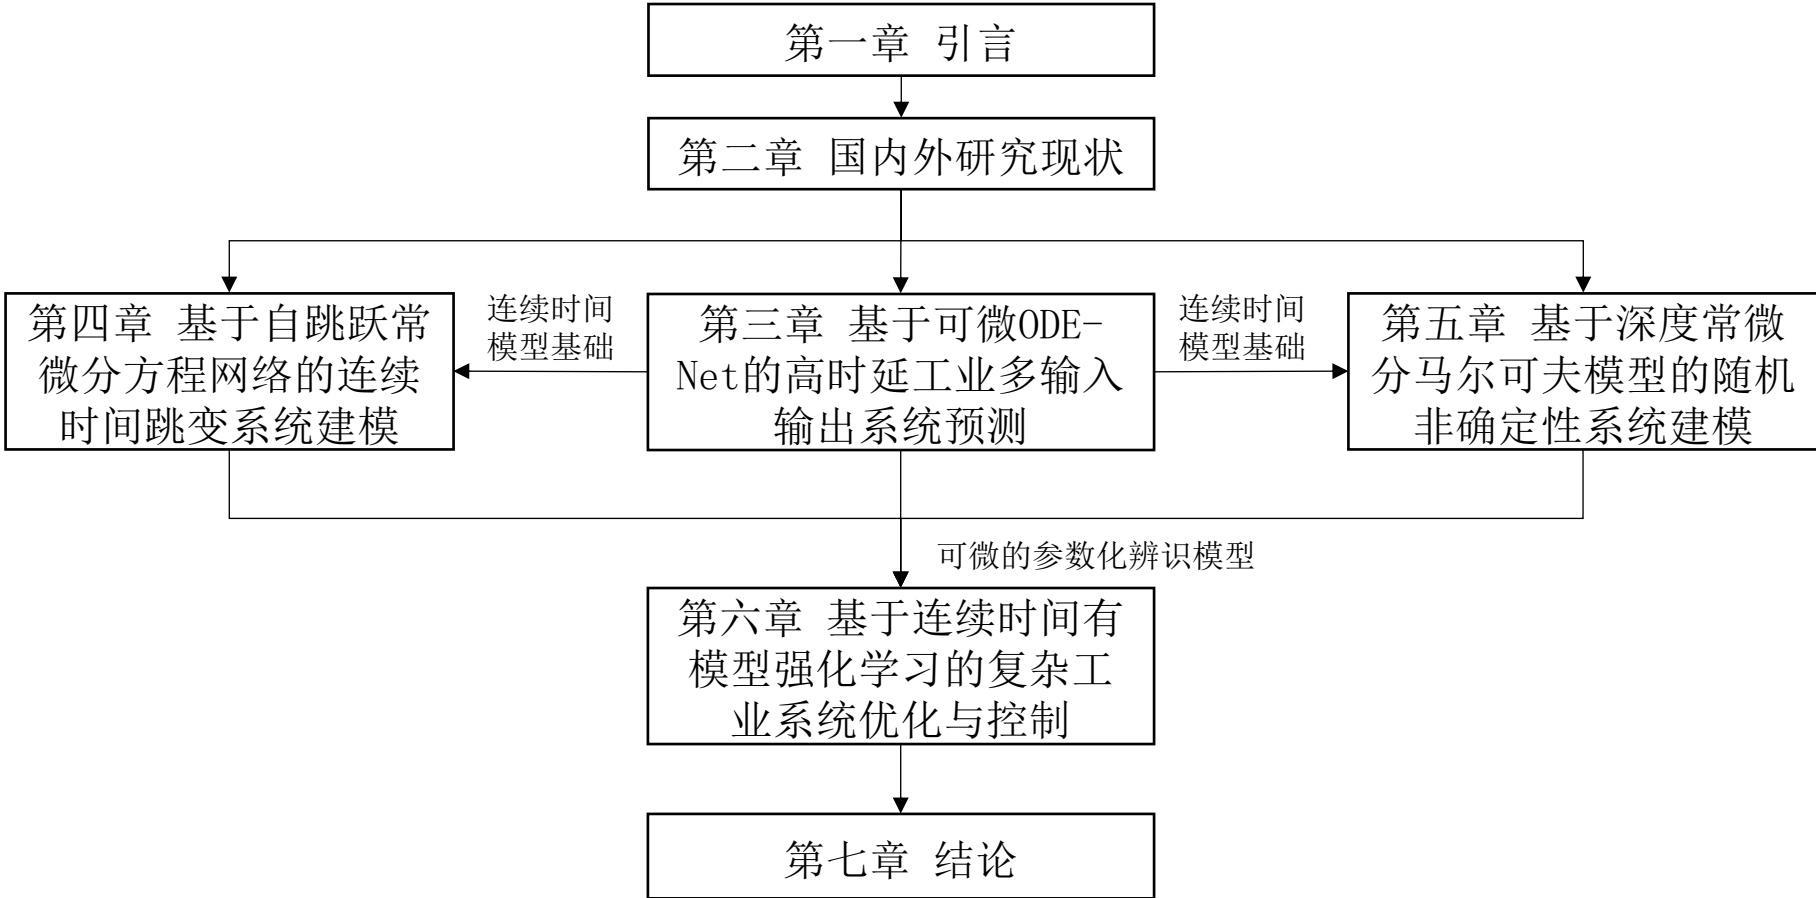 第一章 引言
第二章 国内外研究现状
第四章 基于自跳跃常
微分方程网络的连续
时间跳变系统建模
连续时间
模型基础
第三章 基于可微ODE-
Net的高时延工业多输入
输出系统预测
连续时间
模型基础
第五章 基于深度常微
分马尔可夫模型的随机
非确定性系统建模
可微的参数化辨识模型
第六章 基于连续时间有
模型强化学习的复杂工
业系统优化与控制
第七章 结论